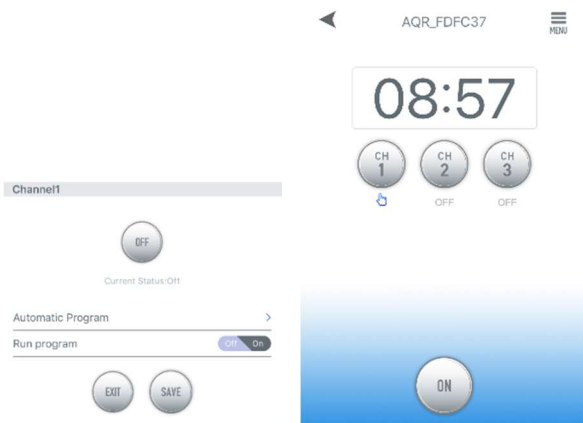 Channel1
OFF
Current Status:Off
Automatic Program >
Run program Off On
EXIT SAVE
AQR_FDFC37
MENU
08:57
CH 1 CH 2 CH 3
OFF OFF
ON